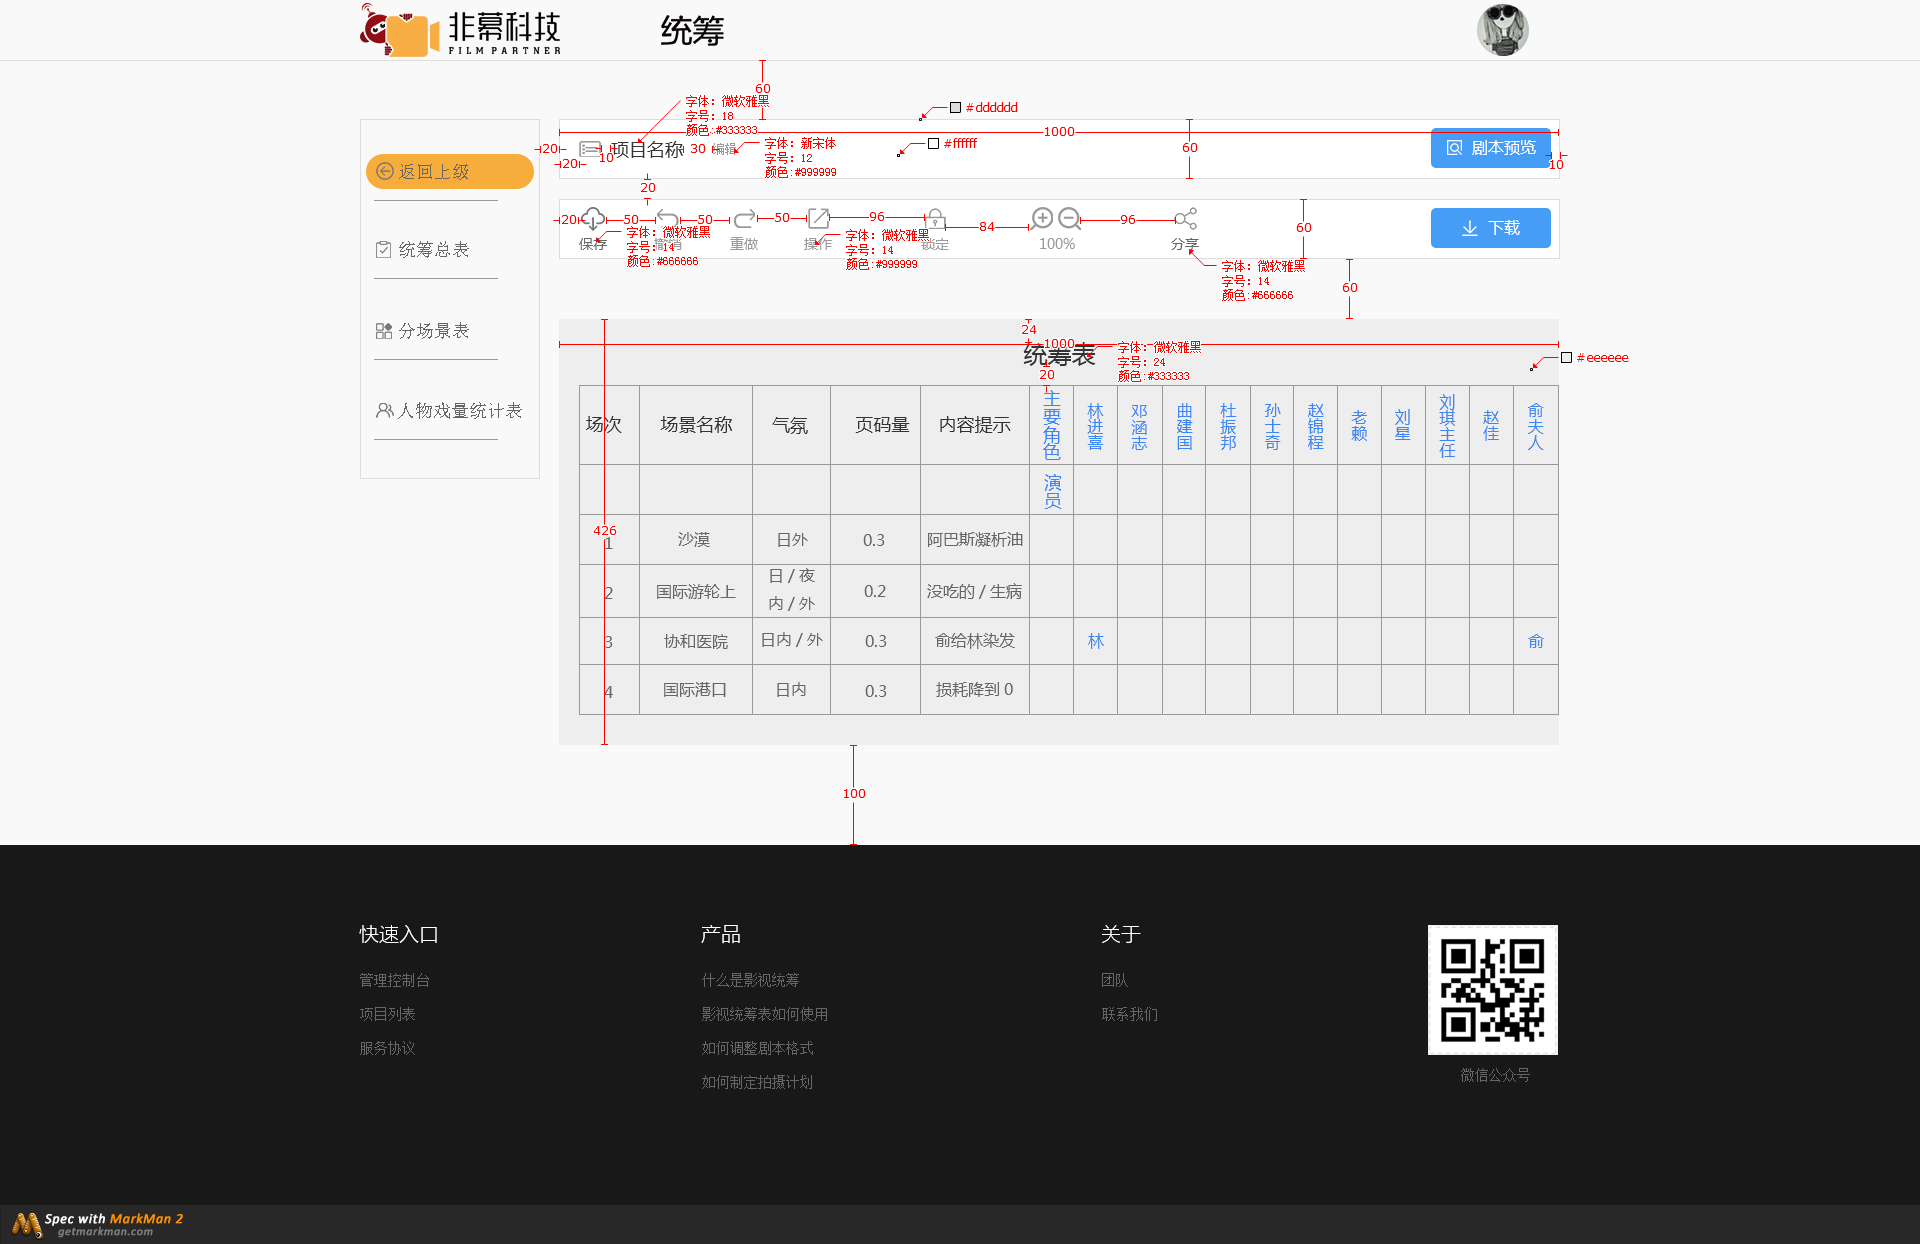 非幕科技
FILM PARTNER
统筹
60
字体：微软雅黑
字号：18
颜色:#333333
#dddddd
1000
#ffffff
字体：新宋体
字号：12
颜色:#999999
20
20
10
项目名称
30
编辑
60
剧本预览
10
20
返回上级
统筹总表
分场景表
人物戏量统计表
20
50
50
50
96
84
96
60
保存
撤销
重做
操作
锁定
100%
分享
下载
字体：微软雅黑
字号：14
颜色:#666666
字体：微软雅黑
字号：14
颜色:#999999
字体：微软雅黑
字号：14
颜色:#666666
60
24
1000
统筹表
字体：微软雅黑
字号：24
颜色:#333333
#eeeeee
20
场次 场景名称 气氛 页码量 内容提示 主要角色 林进喜 邓涵志 曲建国 杜振邦 孙士奇 赵锦程 老赖 刘星 刘琪主任 赵佳 俞夫人
演员
426
1 沙漠 日外 0.3 阿巴斯凝析油
2 国际游轮上 日 / 夜 内 / 外 0.2 没吃的 / 生病
3 协和医院 日内 / 外 0.3 俞给林染发 林 俞
4 国际港口 日内 0.3 损耗降到 0
100
快速入口
管理控制台
项目列表
服务协议
产品
什么是影视统筹
影视统筹表如何使用
如何调整剧本格式
如何制定拍摄计划
关于
团队
联系我们
微信公众号
Spec with MarkMan 2
getmarkman.com